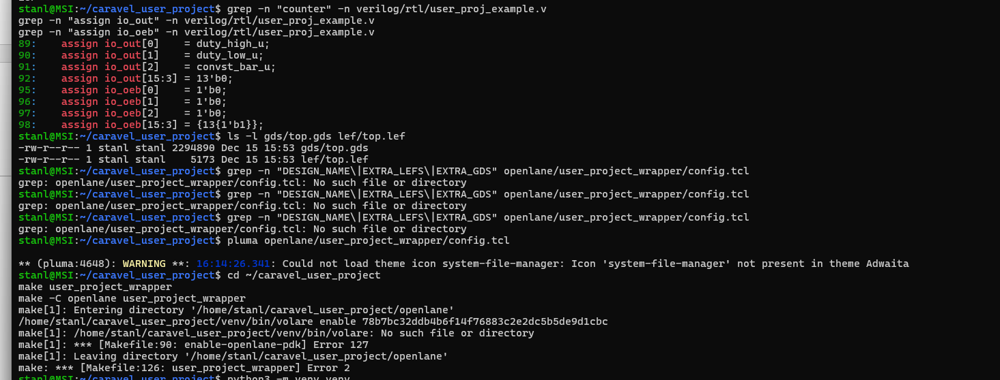 stanl@MSI:~/caravel_user_project$ grep -n "counter" -n verilog/rtl/user_proj_example.v
grep -n "assign io_out" -n verilog/rtl/user_proj_example.v
grep -n "assign io_oeb" -n verilog/rtl/user_proj_example.v
89:    assign io_out[0]    = duty_high_u;
90:    assign io_out[1]    = duty_low_u;
91:    assign io_out[2]    = convst_bar_u;
92:    assign io_out[15:3] = 13'b0;
95:    assign io_oeb[0]    = 1'b0;
96:    assign io_oeb[1]    = 1'b0;
97:    assign io_oeb[2]    = 1'b0;
98:    assign io_oeb[15:3] = {13{1'b1}};
stanl@MSI:~/caravel_user_project$ ls -l gds/top.gds lef/top.lef
-rw-r--r-- 1 stanl stanl 2294890 Dec 15 15:53 gds/top.gds
-rw-r--r-- 1 stanl stanl    5173 Dec 15 15:53 lef/top.lef
stanl@MSI:~/caravel_user_project$ grep -n "DESIGN_NAME\|EXTRA_LEFS\|EXTRA_GDS" openlane/user_project_wrapper/config.tcl
grep: openlane/user_project_wrapper/config.tcl: No such file or directory
stanl@MSI:~/caravel_user_project$ grep -n "DESIGN_NAME\|EXTRA_LEFS\|EXTRA_GDS" openlane/user_project_wrapper/config.tcl
grep: openlane/user_project_wrapper/config.tcl: No such file or directory
stanl@MSI:~/caravel_user_project$ grep -n "DESIGN_NAME\|EXTRA_LEFS\|EXTRA_GDS" openlane/user_project_wrapper/config.tcl
grep: openlane/user_project_wrapper/config.tcl: No such file or directory
stanl@MSI:~/caravel_user_project$ pluma openlane/user_project_wrapper/config.tcl
** (pluma:4648): WARNING **: 16:14:26.341: Could not load theme icon system-file-manager: Icon 'system-file-manager' not present in theme Adwaita
stanl@MSI:~/caravel_user_project$ cd ~/caravel_user_project
make user_project_wrapper
make -C openlane user_project_wrapper
make[1]: Entering directory '/home/stanl/caravel_user_project/openlane'
/home/stanl/caravel_user_project/venv/bin/volare enable 78b7bc32ddb4b6f14f76883c2e2dc5b5de9d1cbc
make[1]: /home/stanl/caravel_user_project/venv/bin/volare: No such file or directory
make[1]: *** [Makefile:90: enable-openlane-pdk] Error 127
make[1]: Leaving directory '/home/stanl/caravel_user_project/openlane'
make: *** [Makefile:126: user_project_wrapper] Error 2
stanl@MSI:~/caravel_user_project$ python3 -m venv venv